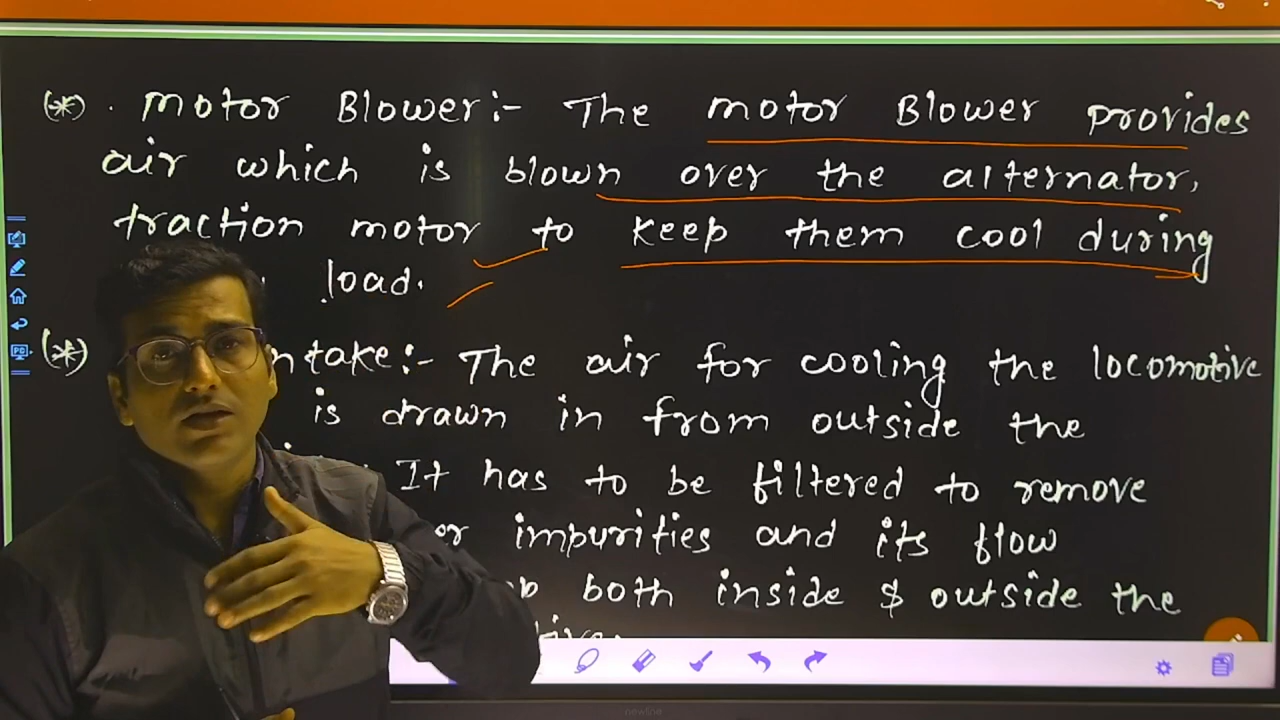 (*) . Motor Blower:- The motor Blower provides
air which is blown over the alternator,
traction motor to keep them cool during
load.
(*) ntake:- The air for cooling the locomotive
is drawn in from outside the
It has to be filtered to remove
er impurities and its flow
both inside & outside the
newline